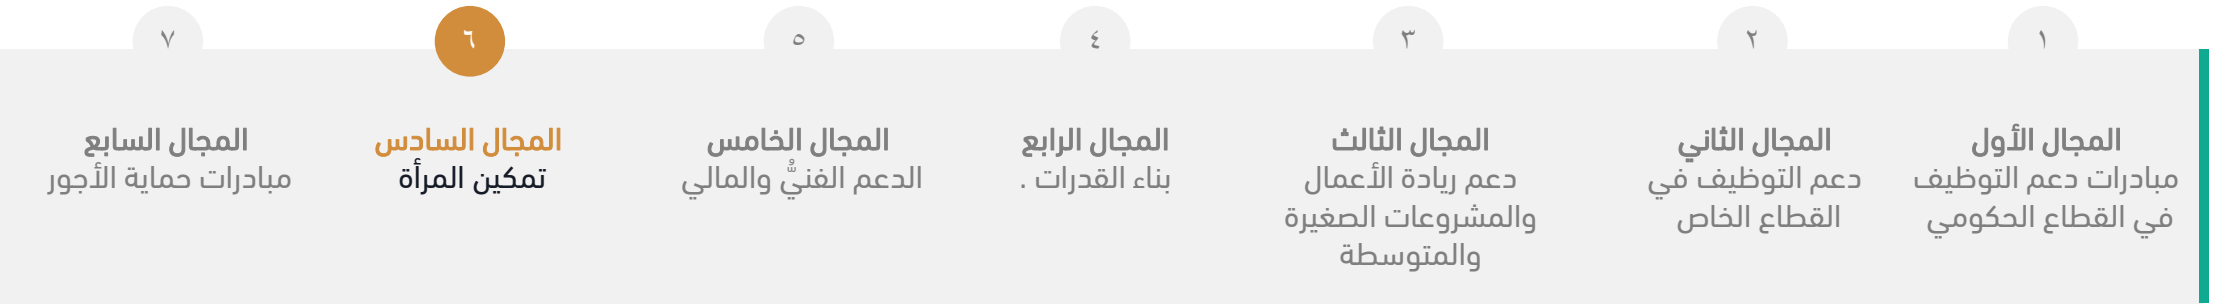 ١
المجال الأول
مبادرات دعم التوظيف
في القطاع الحكومي
٢
المجال الثاني
دعم التوظيف في
القطاع الخاص
٣
المجال الثالث
دعم ريادة الأعمال
والمشروعات الصغيرة
والمتوسطة
٤
المجال الرابع
بناء القدرات .
٥
المجال الخامس
الدعم الفنيُّ والمالي
٦
المجال السادس
تمكين المرأة
٧
المجال السابع
مبادرات حماية الأجور